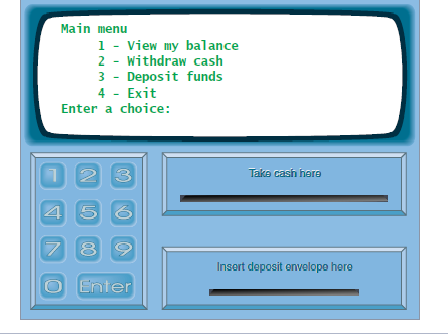 Main menu
1 - View my balance
2 - Withdraw cash
3 - Deposit funds
4 - Exit
Enter a choice:
1 2 3
Take cash here
4 5 6
7 8 9
Insert deposit envelope here
0 Enter